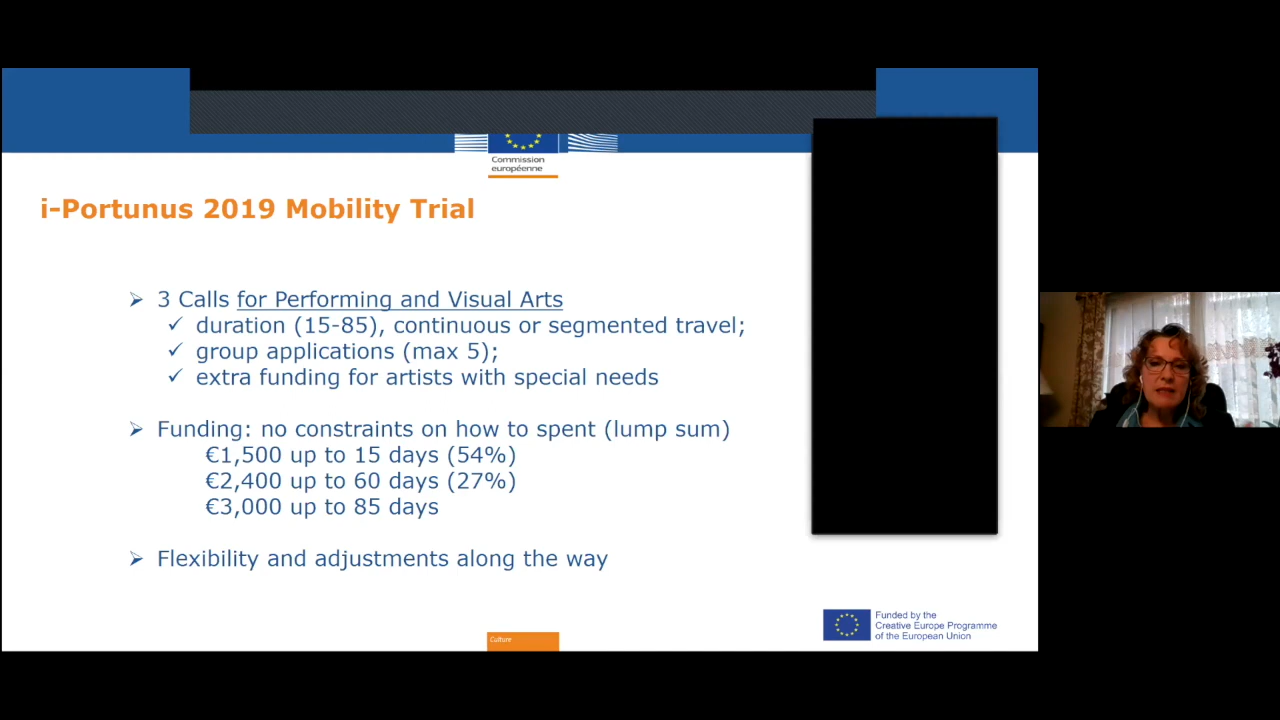 Commission
européenne
i-Portunus 2019 Mobility Trial
➢ 3 Calls for Performing and Visual Arts
✓ duration (15-85), continuous or segmented travel;
✓ group applications (max 5);
✓ extra funding for artists with special needs
➢ Funding: no constraints on how to spent (lump sum)
€1,500 up to 15 days (54%)
€2,400 up to 60 days (27%)
€3,000 up to 85 days
➢ Flexibility and adjustments along the way
Funded by the
Creative Europe Programme
of the European Union
Culture